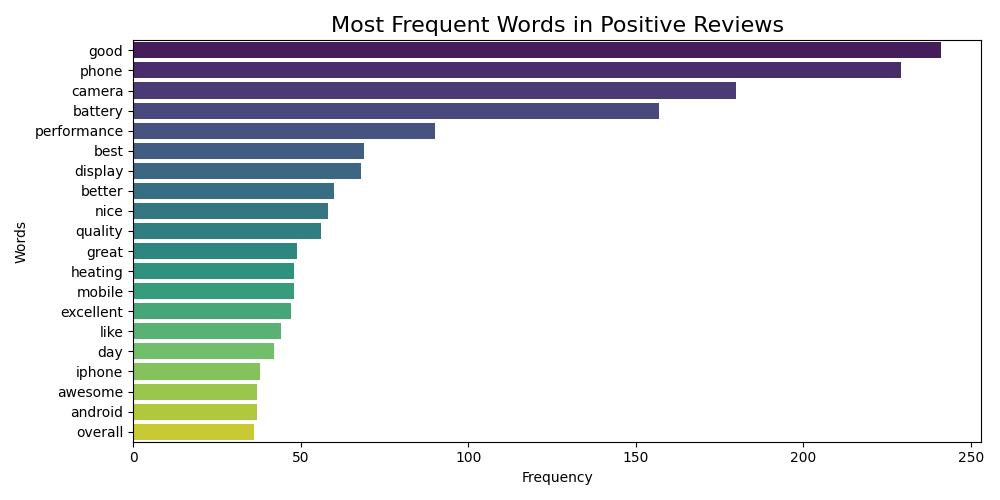 Most Frequent Words in Positive Reviews
good
phone
camera
battery
performance
best
display
better
nice
quality
great
heating
mobile
excellent
like
day
iphone
awesome
android
overall
Words
0 50 100 150 200 250
Frequency